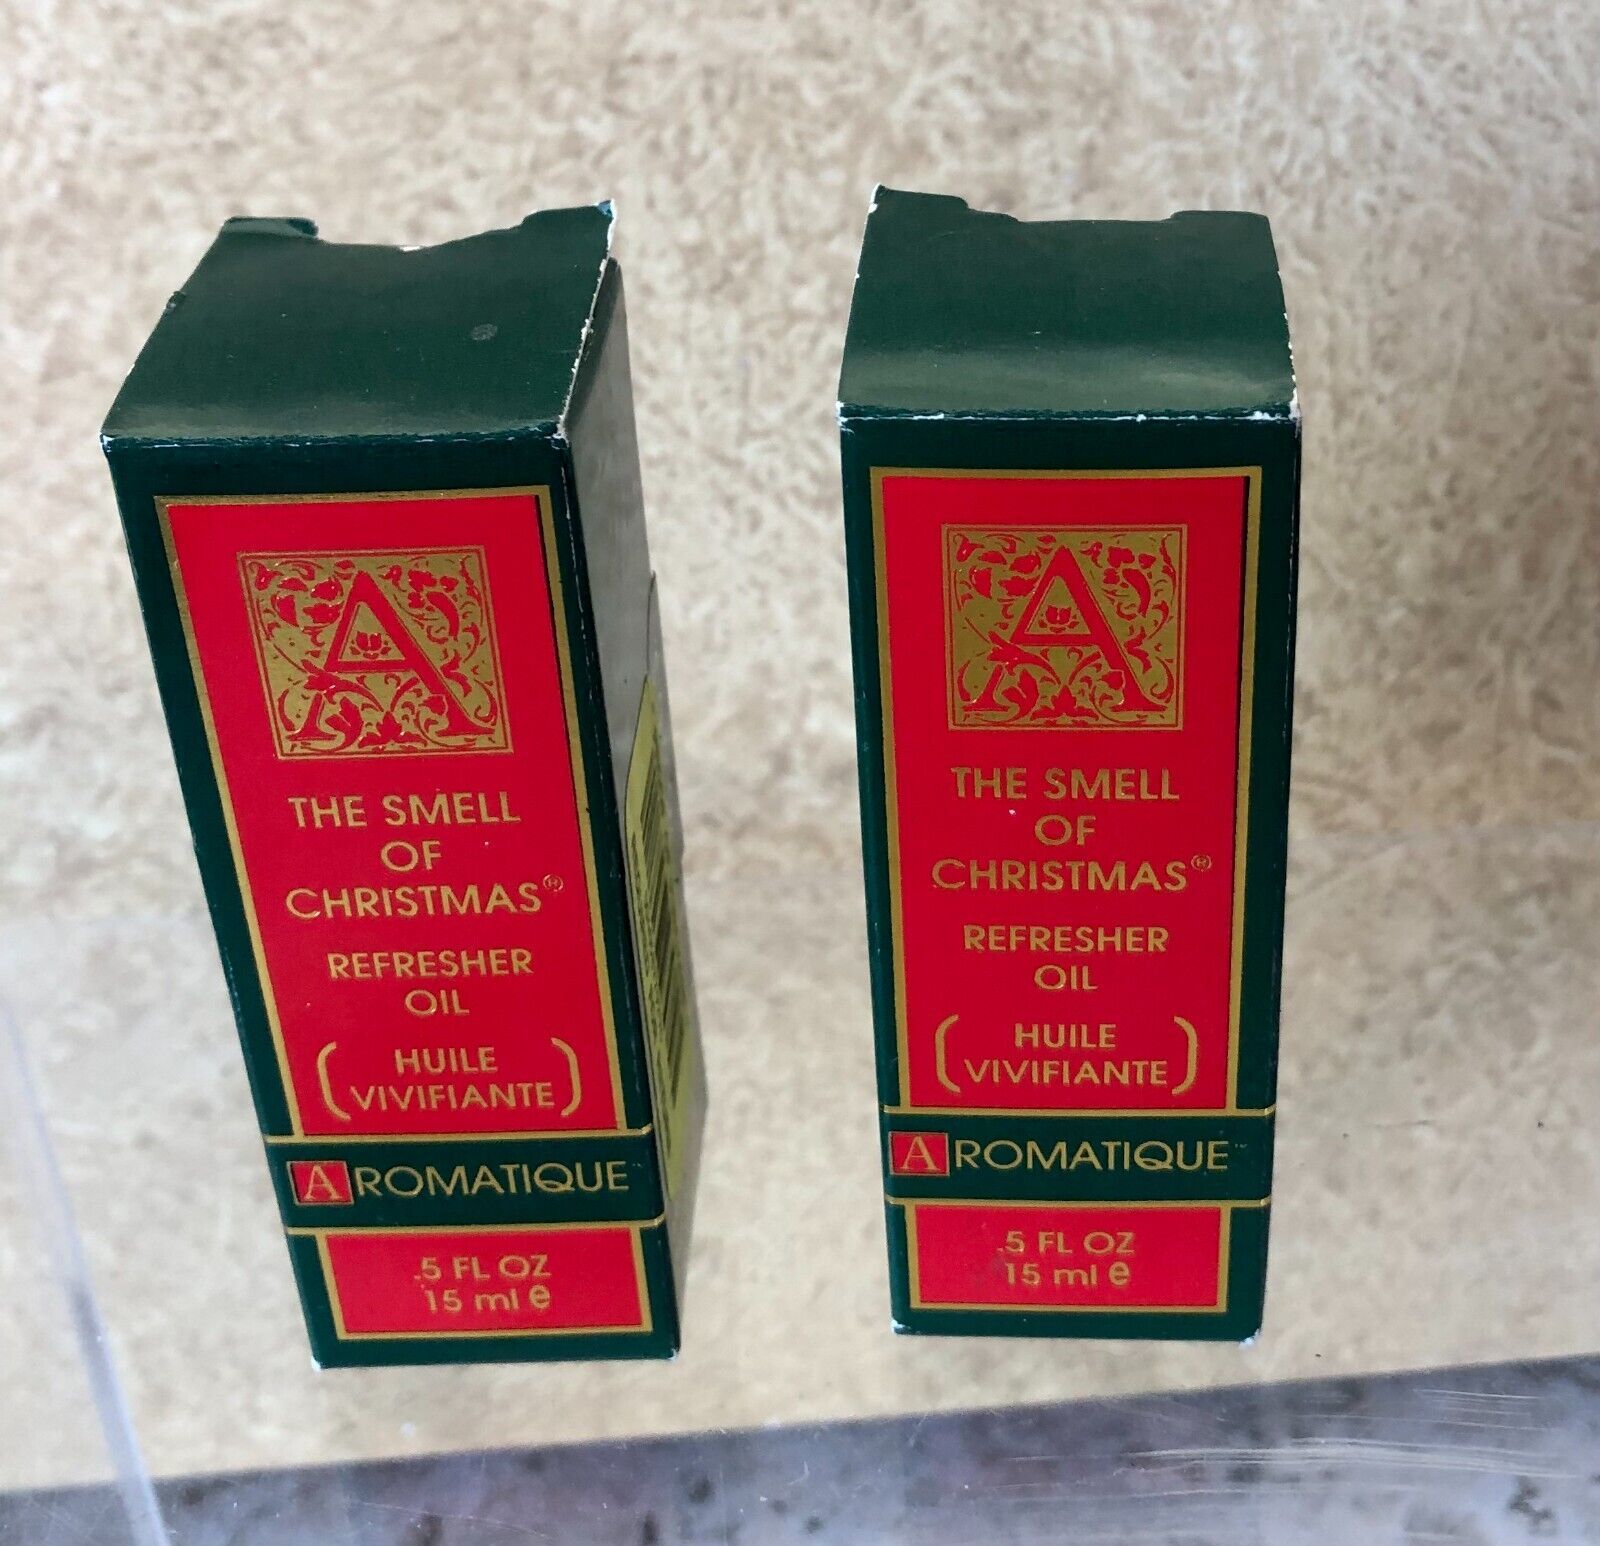 A
THE SMELL
OF
CHRISTMAS®
REFRESHER
OIL
(HUILE
VIVIFIANTE)
AROMATIQUE
.5 FL OZ
15 ml e
A
THE SMELL
OF
CHRISTMAS®
REFRESHER
OIL
(HUILE
VIVIFIANTE)
AROMATIQUE™
.5 FL OZ
15 ml e